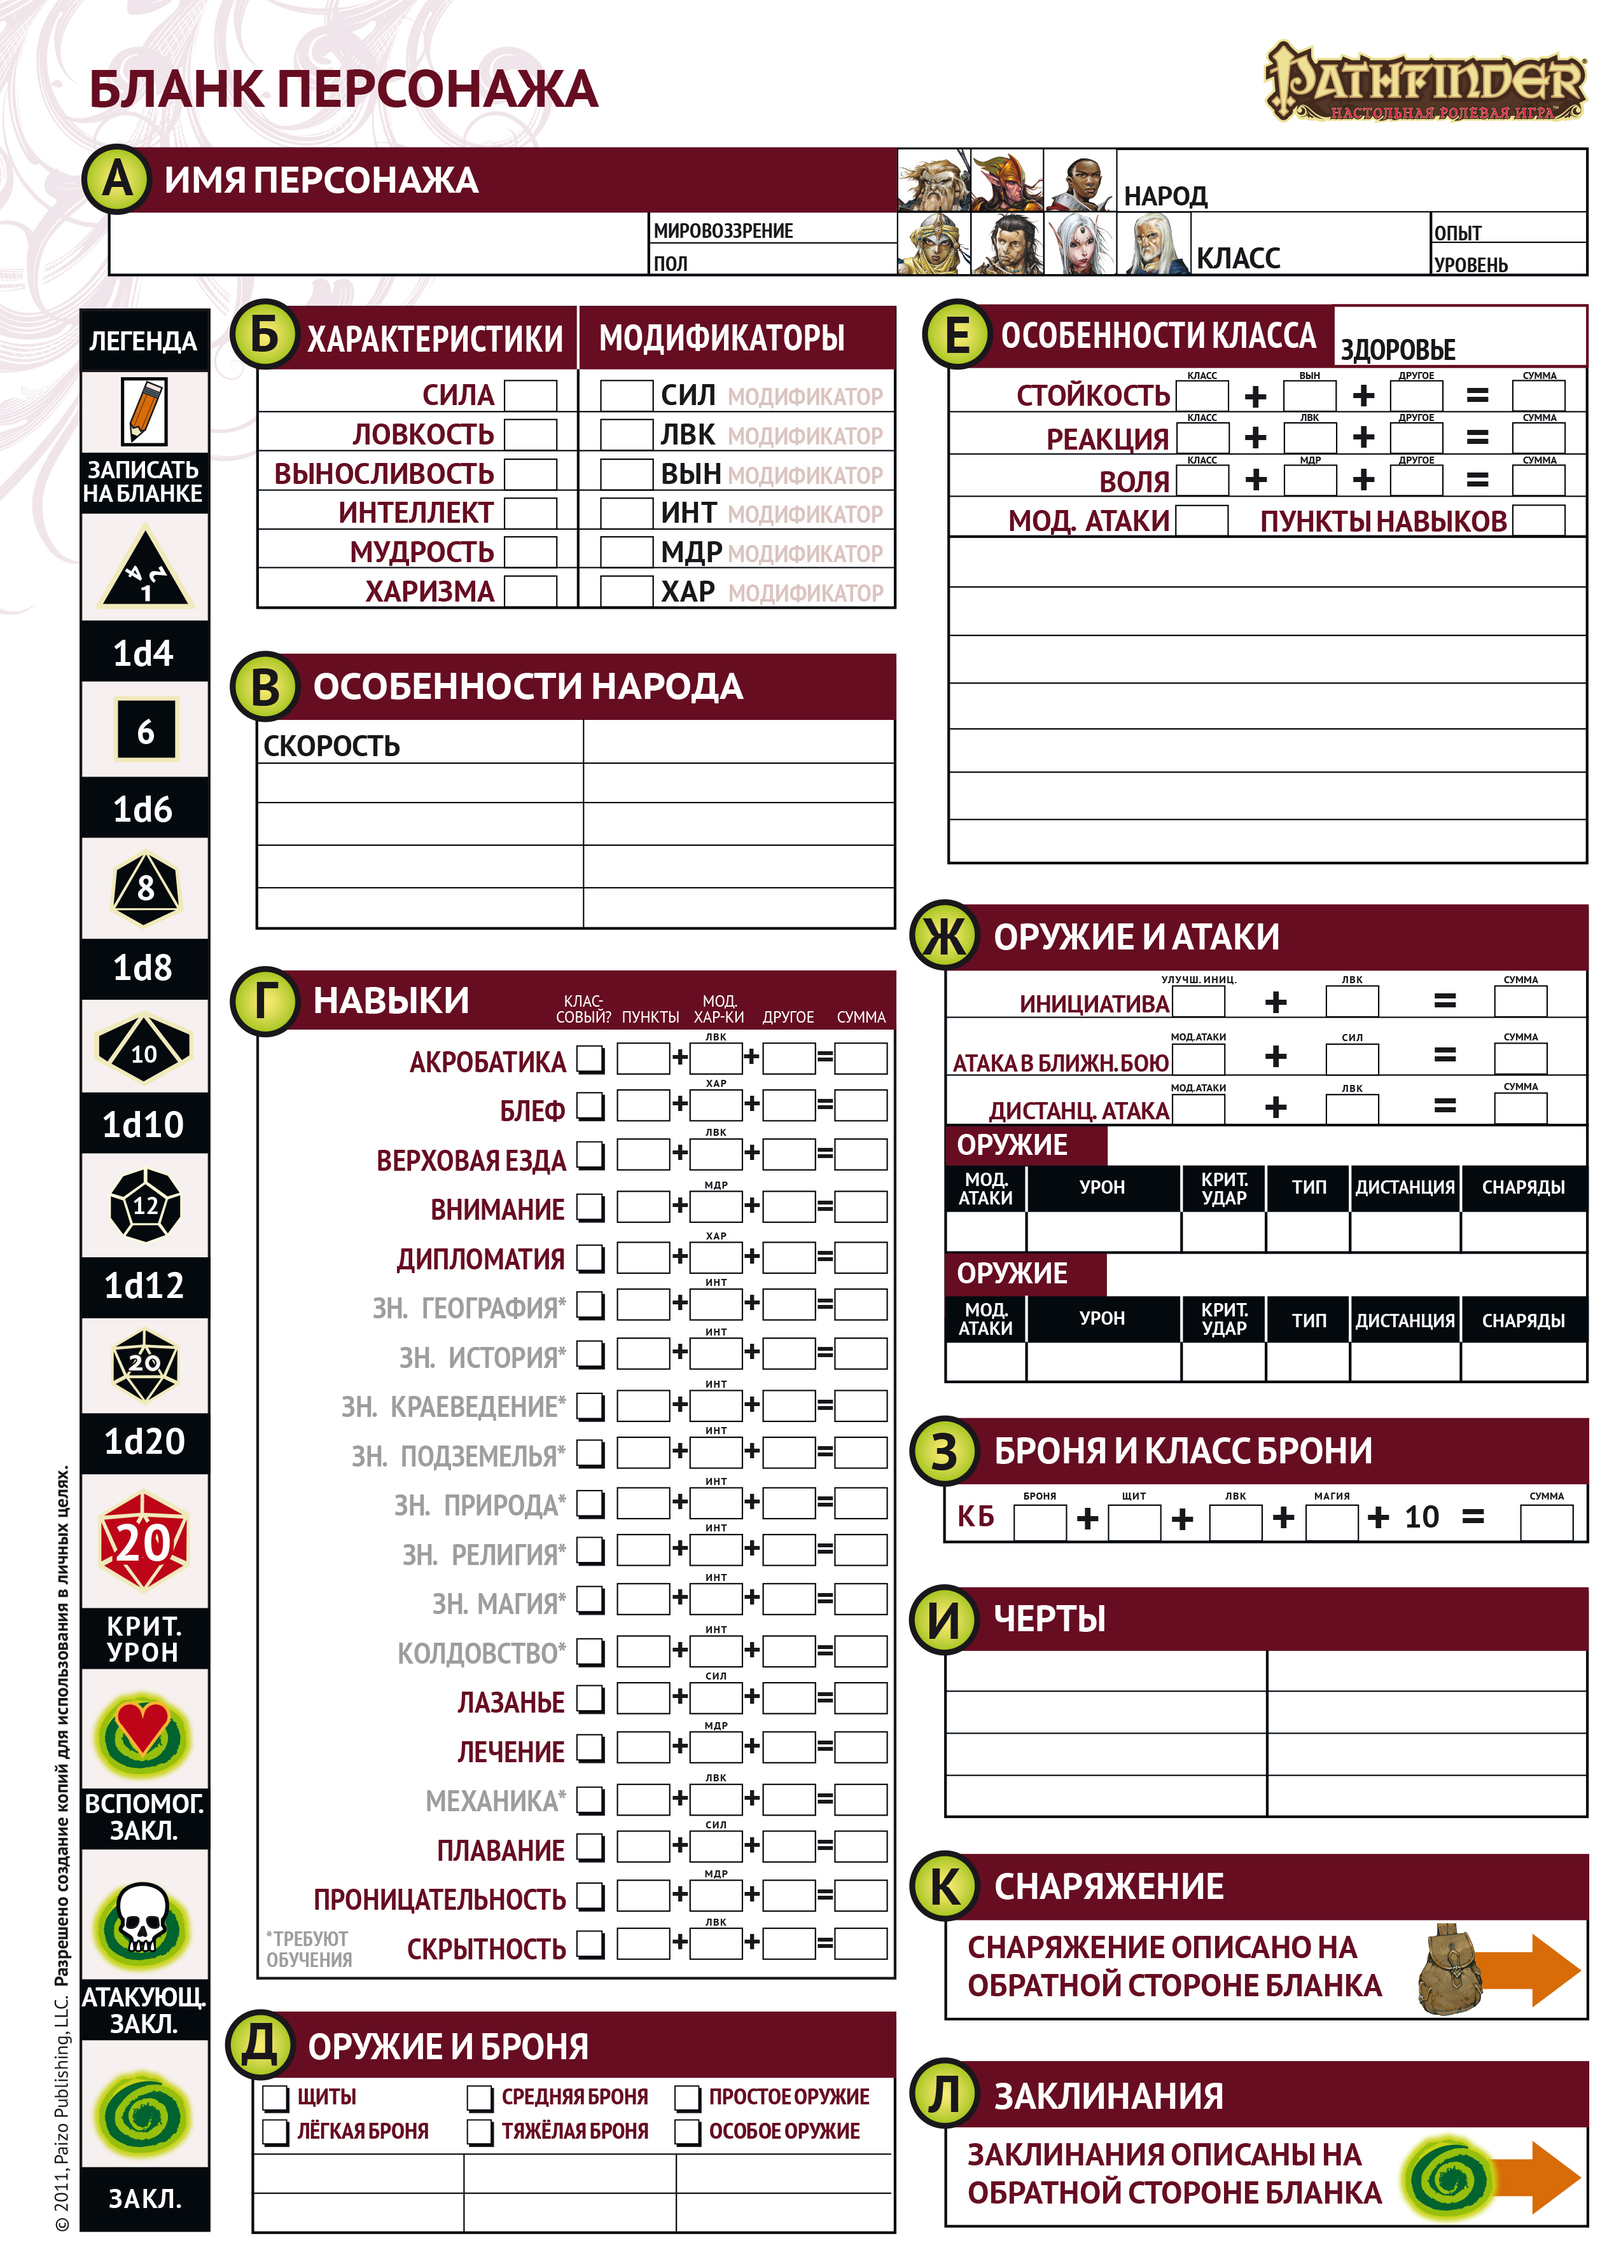 БЛАНК ПЕРСОНАЖА
PATHFINDER
НАСТОЛЬНАЯ РОЛЕВАЯ ИГРА™
А ИМЯ ПЕРСОНАЖА
НАРОД
МИРОВОЗЗРЕНИЕ
ПОЛ
КЛАСС
ОПЫТ
УРОВЕНЬ
ЛЕГЕНДА
ЗАПИСАТЬ
НА БЛАНКЕ
4 2
1
1d4
6
1d6
8
1d8
10
1d10
12
1d12
20
1d20
20
КРИТ.
УРОН
ВСПОМОГ.
ЗАКЛ.
АТАКУЮЩ.
ЗАКЛ.
ЗАКЛ.
© 2011, Paizo Publishing, LLC. Разрешено создание копий для использования в личных целях.
Б ХАРАКТЕРИСТИКИ МОДИФИКАТОРЫ
СИЛА СИЛ МОДИФИКАТОР
ЛОВКОСТЬ ЛВК МОДИФИКАТОР
ВЫНОСЛИВОСТЬ ВЫН МОДИФИКАТОР
ИНТЕЛЛЕКТ ИНТ МОДИФИКАТОР
МУДРОСТЬ МДР МОДИФИКАТОР
ХАРИЗМА ХАР МОДИФИКАТОР
В ОСОБЕННОСТИ НАРОДА
СКОРОСТЬ
Г НАВЫКИ
КЛАС-
СОВЫЙ? ПУНКТЫ
МОД.
ХАР-КИ ДРУГОЕ СУММА
ЛВК
АКРОБАТИКА + + =
ХАР
БЛЕФ + + =
ЛВК
ВЕРХОВАЯ ЕЗДА + + =
МДР
ВНИМАНИЕ + + =
ХАР
ДИПЛОМАТИЯ + + =
ИНТ
ЗН. ГЕОГРАФИЯ* + + =
ИНТ
ЗН. ИСТОРИЯ* + + =
ИНТ
ЗН. КРАЕВЕДЕНИЕ* + + =
ИНТ
ЗН. ПОДЗЕМЕЛЬЯ* + + =
ИНТ
ЗН. ПРИРОДА* + + =
ИНТ
ЗН. РЕЛИГИЯ* + + =
ИНТ
ЗН. МАГИЯ* + + =
ИНТ
КОЛДОВСТВО* + + =
СИЛ
ЛАЗАНЬЕ + + =
МДР
ЛЕЧЕНИЕ + + =
ЛВК
МЕХАНИКА* + + =
СИЛ
ПЛАВАНИЕ + + =
МДР
ПРОНИЦАТЕЛЬНОСТЬ + + =
ЛВК
СКРЫТНОСТЬ + + =
*ТРЕБУЮТ
ОБУЧЕНИЯ
Д ОРУЖИЕ И БРОНЯ
ЩИТЫ СРЕДНЯЯ БРОНЯ ПРОСТОЕ ОРУЖИЕ
ЛЁГКАЯ БРОНЯ ТЯЖЁЛАЯ БРОНЯ ОСОБОЕ ОРУЖИЕ
Е ОСОБЕННОСТИ КЛАССА ЗДОРОВЬЕ
КЛАСС ВЫН ДРУГОЕ СУММА
СТОЙКОСТЬ + + =
КЛАСС ЛВК ДРУГОЕ СУММА
РЕАКЦИЯ + + =
КЛАСС МДР ДРУГОЕ СУММА
ВОЛЯ + + =
МОД. АТАКИ ПУНКТЫ НАВЫКОВ
Ж ОРУЖИЕ И АТАКИ
УЛУЧШ. ИНИЦ. ЛВК СУММА
ИНИЦИАТИВА + =
МОД.АТАКИ СИЛ СУММА
АТАКА В БЛИЖН. БОЮ + =
МОД.АТАКИ ЛВК СУММА
ДИСТАНЦ. АТАКА + =
ОРУЖИЕ
МОД.
АТАКИ УРОН КРИТ.
УДАР ТИП ДИСТАНЦИЯ СНАРЯДЫ
ОРУЖИЕ
МОД.
АТАКИ УРОН КРИТ.
УДАР ТИП ДИСТАНЦИЯ СНАРЯДЫ
З БРОНЯ И КЛАСС БРОНИ
БРОНЯ ЩИТ ЛВК МАГИЯ СУММА
КБ + + + + 10 =
И ЧЕРТЫ
К СНАРЯЖЕНИЕ
СНАРЯЖЕНИЕ ОПИСАНО НА
ОБРАТНОЙ СТОРОНЕ БЛАНКА
Л ЗАКЛИНАНИЯ
ЗАКЛИНАНИЯ ОПИСАНЫ НА
ОБРАТНОЙ СТОРОНЕ БЛАНКА